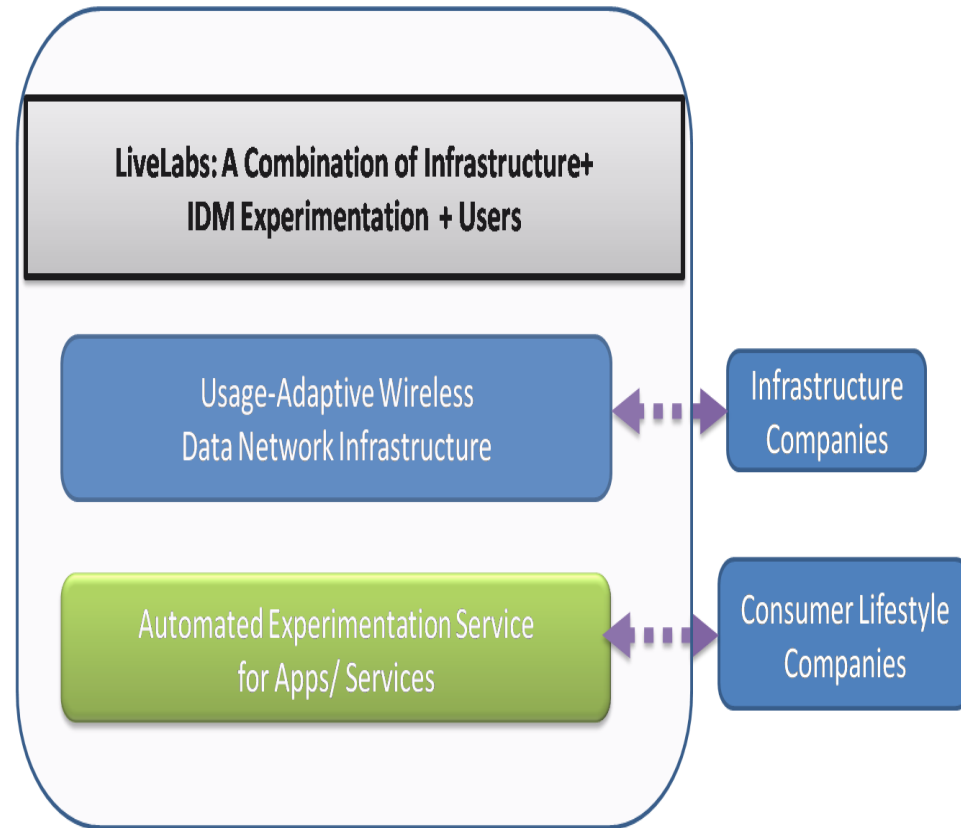 LiveLabs: A Combination of Infrastructure+
IDM Experimentation + Users
Usage-Adaptive Wireless
Data Network Infrastructure
Infrastructure
Companies
Automated Experimentation Service
for Apps/ Services
Consumer Lifestyle
Companies